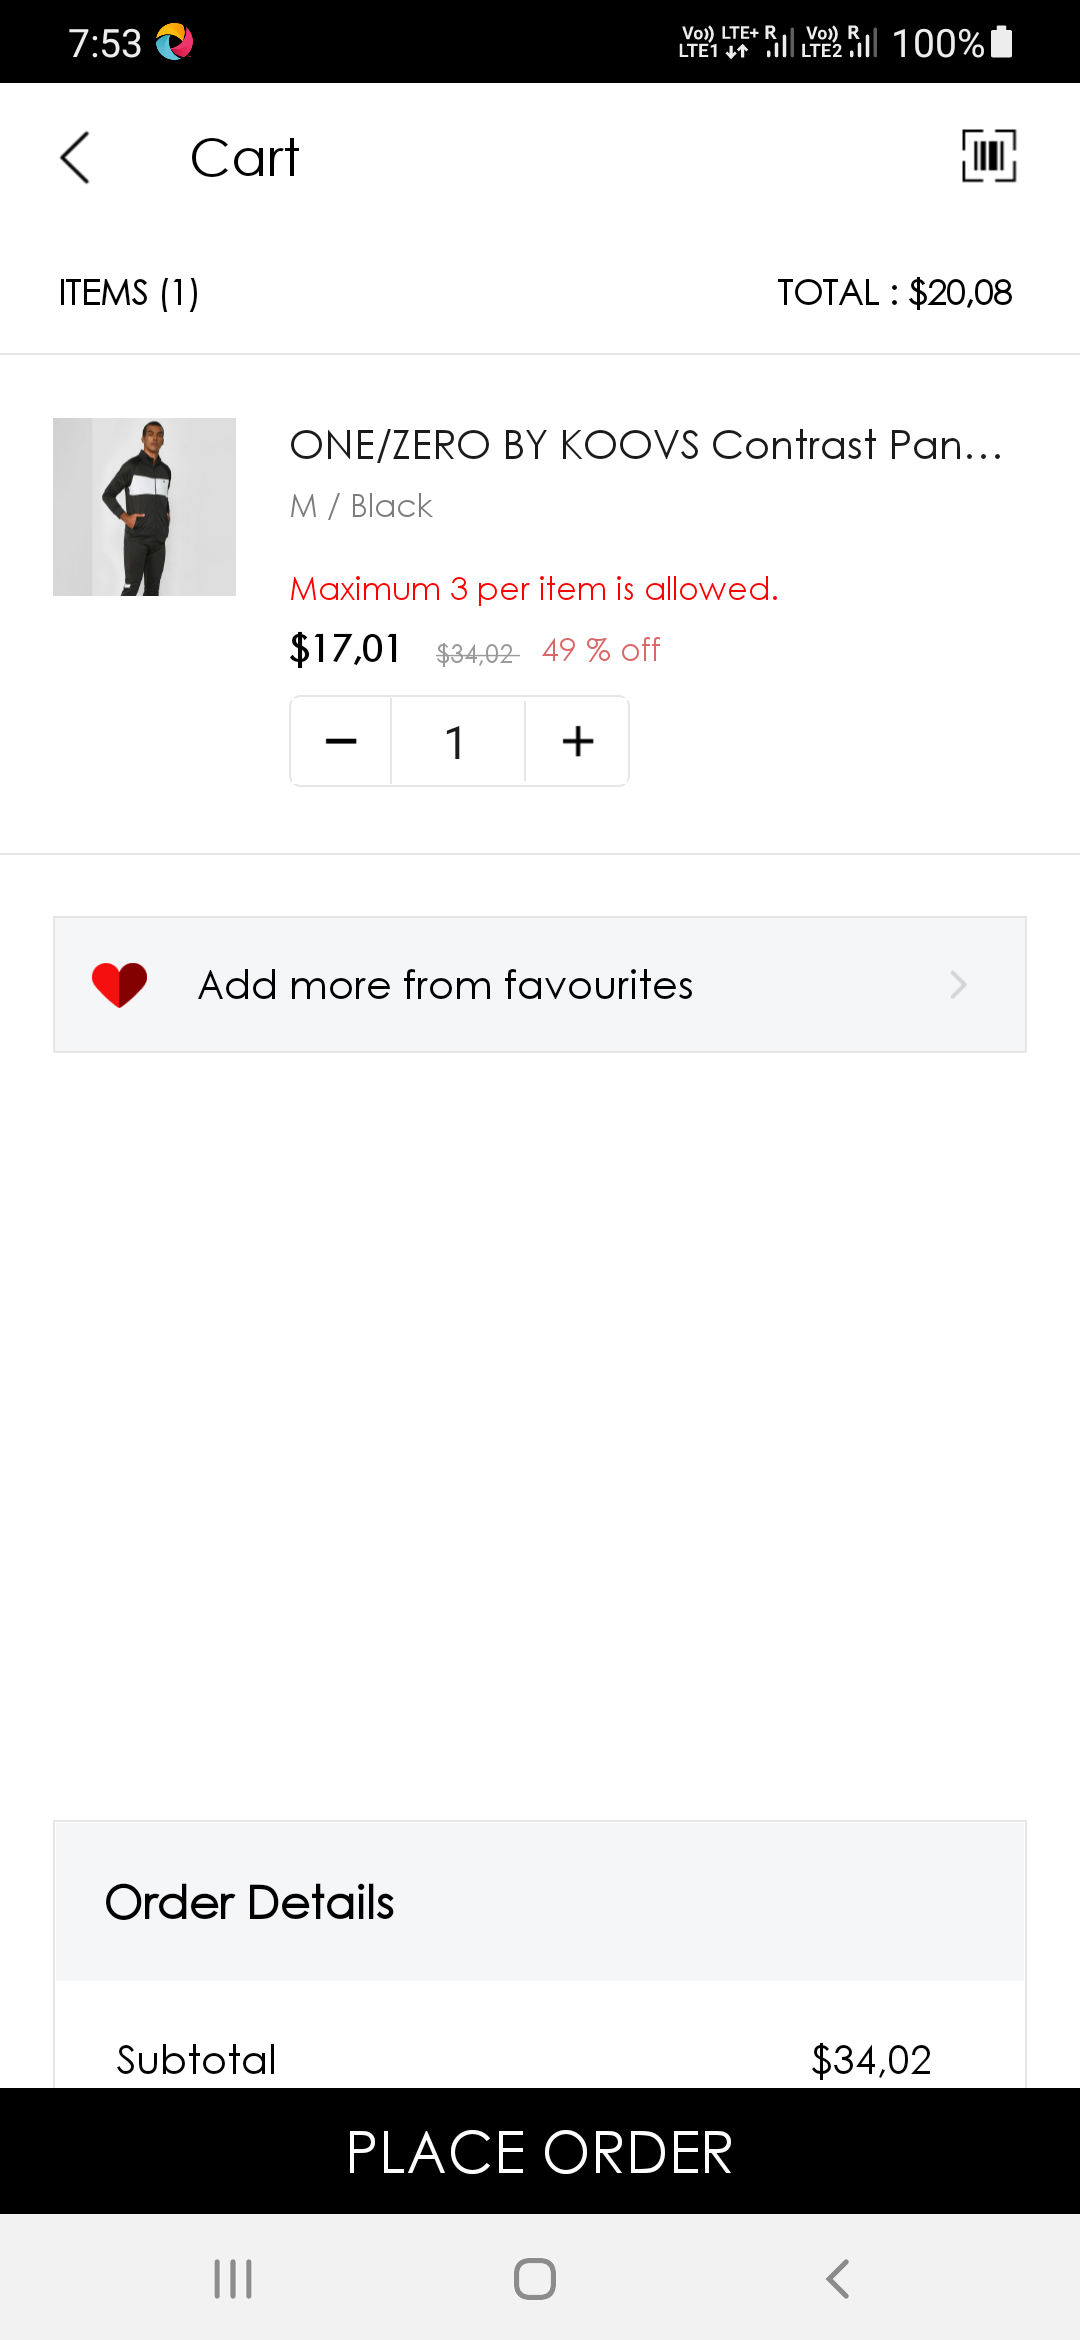 7:53
Vo)) LTE+ R Vo)) R
LTE1 LTE2 100%
Cart
ITEMS (1) TOTAL : $20,08
ONE/ZERO BY KOOVS Contrast Pan...
M / Black
Maximum 3 per item is allowed.
$17,01 $34,02 49 % off
1
Add more from favourites
Order Details
Subtotal $34,02
PLACE ORDER